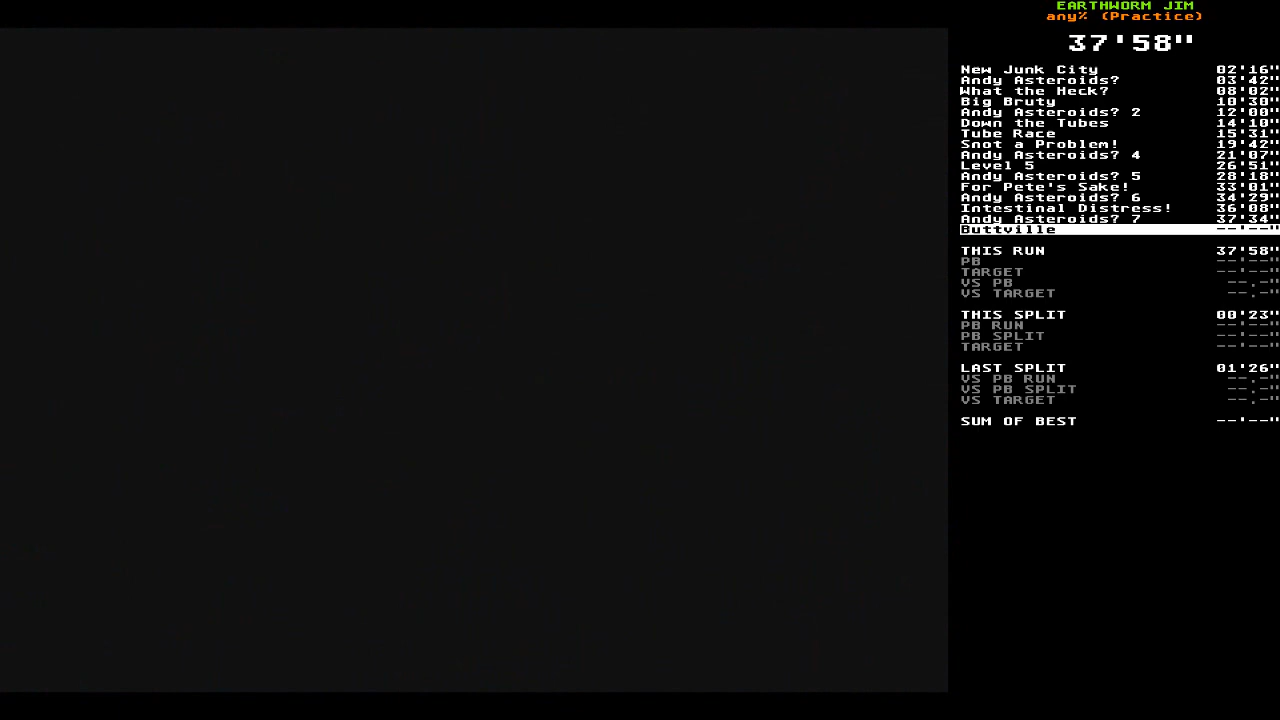 EARTHWORM JIM
any% (Practice)
37'58"
New Junk City 02'16"
Andy Asteroids? 03'42"
What the Heck? 08'02"
Big Bruty 10'30"
Andy Asteroids? 2 12'00"
Down the Tubes 14'10"
Tube Race 15'31"
Snot a Problem! 19'42"
Andy Asteroids? 4 21'07"
Level 5 26'51"
Andy Asteroids? 5 28'18"
For Pete's Sake! 33'01"
Andy Asteroids? 6 34'29"
Intestinal Distress! 36'08"
Andy Asteroids? 7 37'34"
Buttville --'--"
THIS RUN 37'58"
PB --'--"
TARGET --'--"
VS PB --.-"
VS TARGET --.-"
THIS SPLIT 00'23"
PB RUN --'--"
PB SPLIT --'--"
TARGET --'--"
LAST SPLIT 01'26"
VS PB RUN --.-"
VS PB SPLIT --.-"
VS TARGET --.-"
SUM OF BEST --'--"